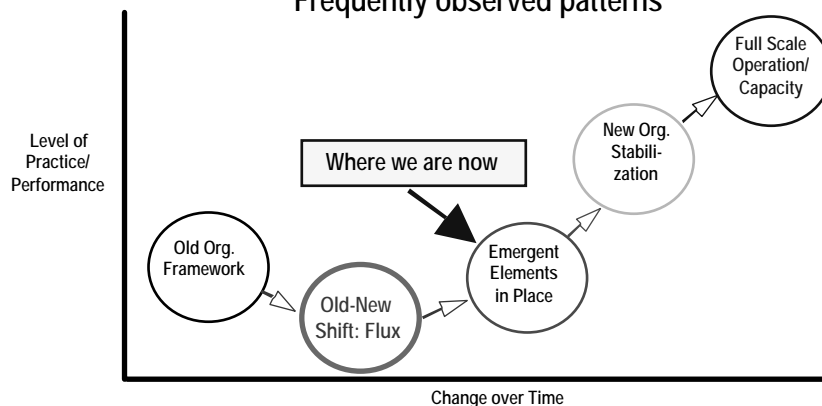 Frequently observed patterns
Full Scale
Operation/
Capacity
New Org.
Stabili-
zation
Level of
Practice/
Performance
Where we are now
Old Org.
Framework
Emergent
Elements
in Place
Old-New
Shift: Flux
Change over Time